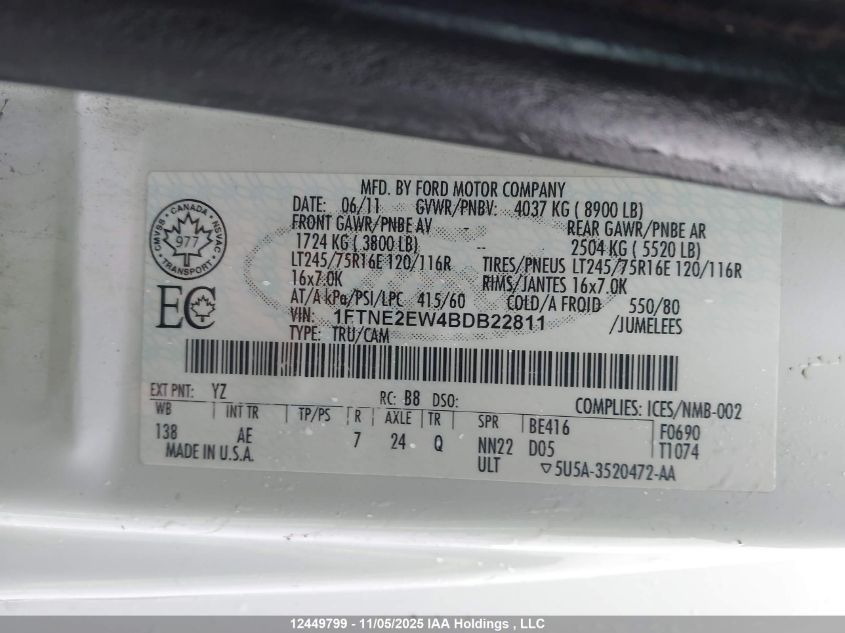 MFD. BY FORD MOTOR COMPANY
DATE: 06/11 GVWR/PNBV: 4037 KG ( 8900 LB)
FRONT GAWR/PNBE AV - REAR GAWR/PNBE AR
1724 KG ( 3800 LB) -- 2504 KG ( 5520 LB)
LT245/75R16E 120/116R TIRES/PNEUS LT245/75R16E 120/116R
16x7.0K RIMS/JANTES 16x7.0K
AT/A kPa/PSI/LPC 415/60 COLD/A FROID 550/80
VIN: 1FTNE2EW4BDB22811 /JUMELEES
TYPE: TRU/CAM
CANADA
CMVSS NSVAC
977
TRANSPORT
EC
EXT PNT: YZ RC: B8 DSO: COMPLIES: ICES/NMB-002
WB INT TR TP/PS R AXLE TR SPR BE416 F0690
138 AE 7 24 Q NN22 D05 T1074
MADE IN U.S.A. ULT ▽5U5A-3520472-AA
12449799 - 11/05/2025 IAA Holdings , LLC